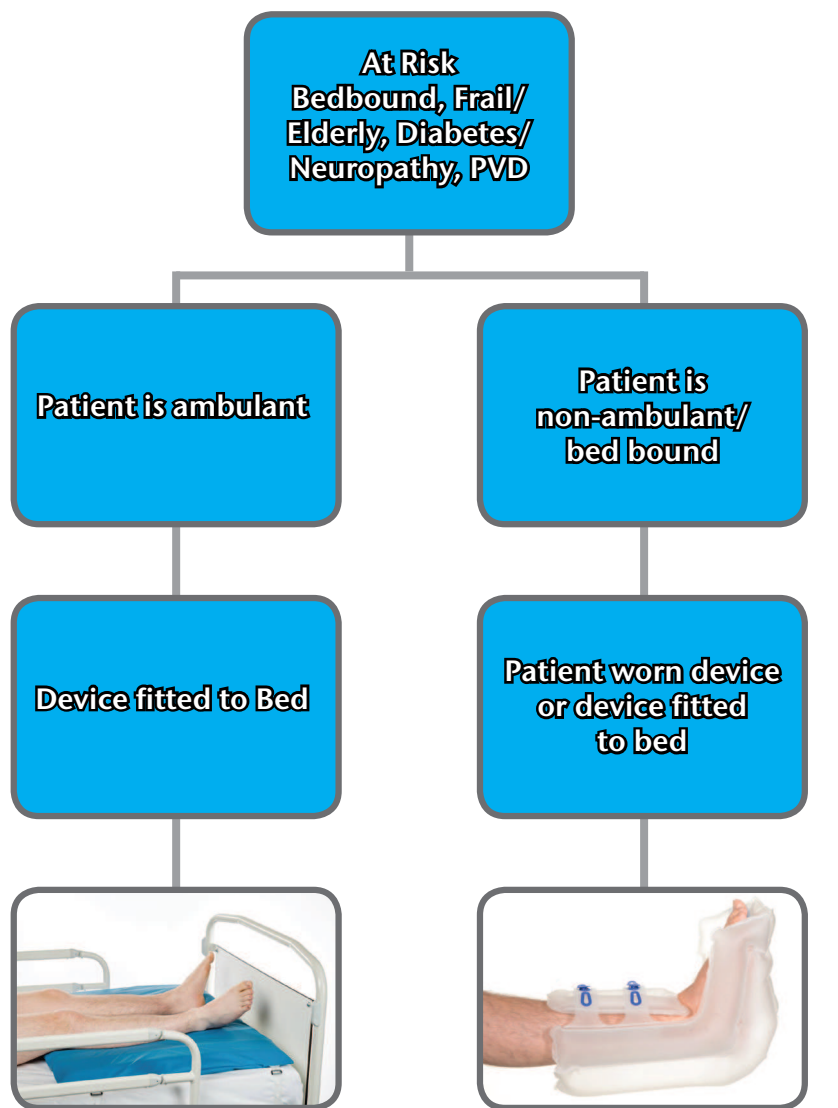 At Risk
Bedbound, Frail/
Elderly, Diabetes/
Neuropathy, PVD
Patient is ambulant
Patient is
non-ambulant/
bed bound
Device fitted to Bed
Patient worn device
or device fitted
to bed